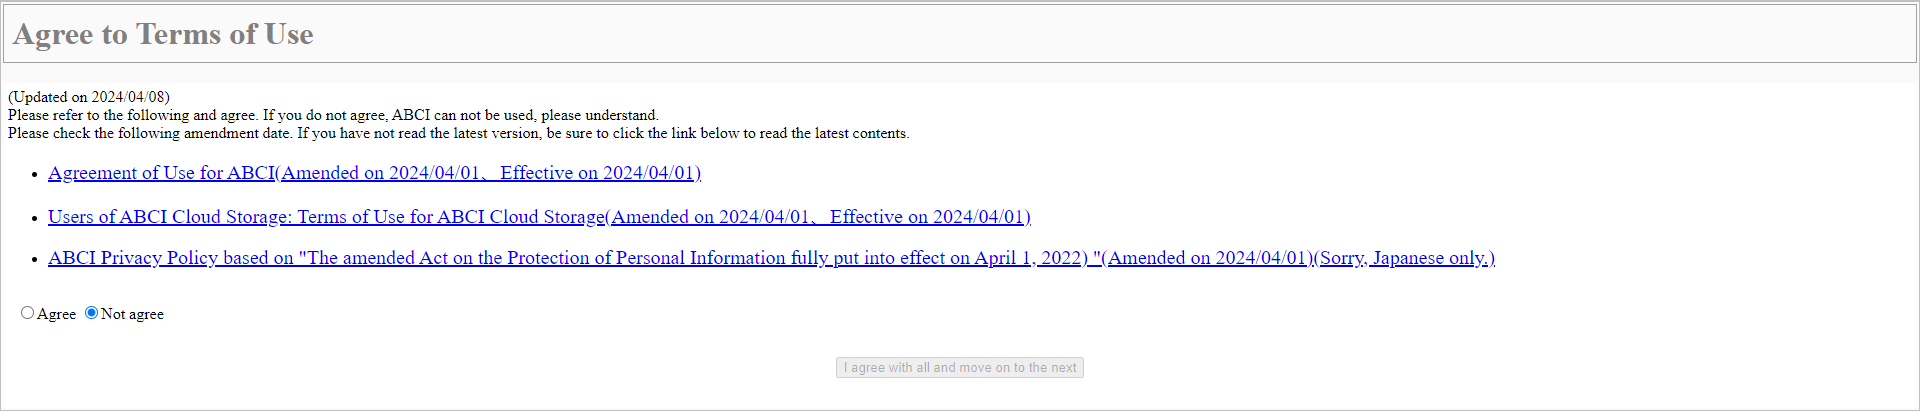 Agree to Terms of Use
(Updated on 2024/04/08)
Please refer to the following and agree. If you do not agree, ABCI can not be used, please understand.
Please check the following amendment date. If you have not read the latest version, be sure to click the link below to read the latest contents.
Agreement of Use for ABCI(Amended on 2024/04/01、Effective on 2024/04/01)
Users of ABCI Cloud Storage: Terms of Use for ABCI Cloud Storage(Amended on 2024/04/01、Effective on 2024/04/01)
ABCI Privacy Policy based on "The amended Act on the Protection of Personal Information fully put into effect on April 1, 2022) "(Amended on 2024/04/01)(Sorry, Japanese only.)
Agree Not agree
I agree with all and move on to the next